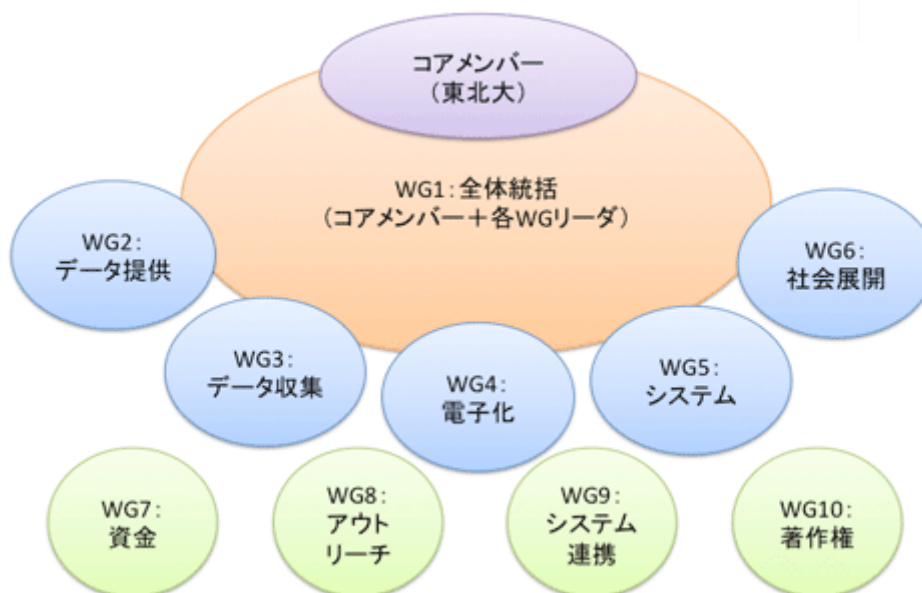 コアメンバー
(東北大)
WG1:全体統括
(コアメンバー＋各WGリーダ)
WG2:
データ提供
WG6:
社会展開
WG3:
データ収集
WG4:
電子化
WG5:
システム
WG7:
資金
WG8:
アウト
リーチ
WG9:
システム
連携
WG10:
著作権